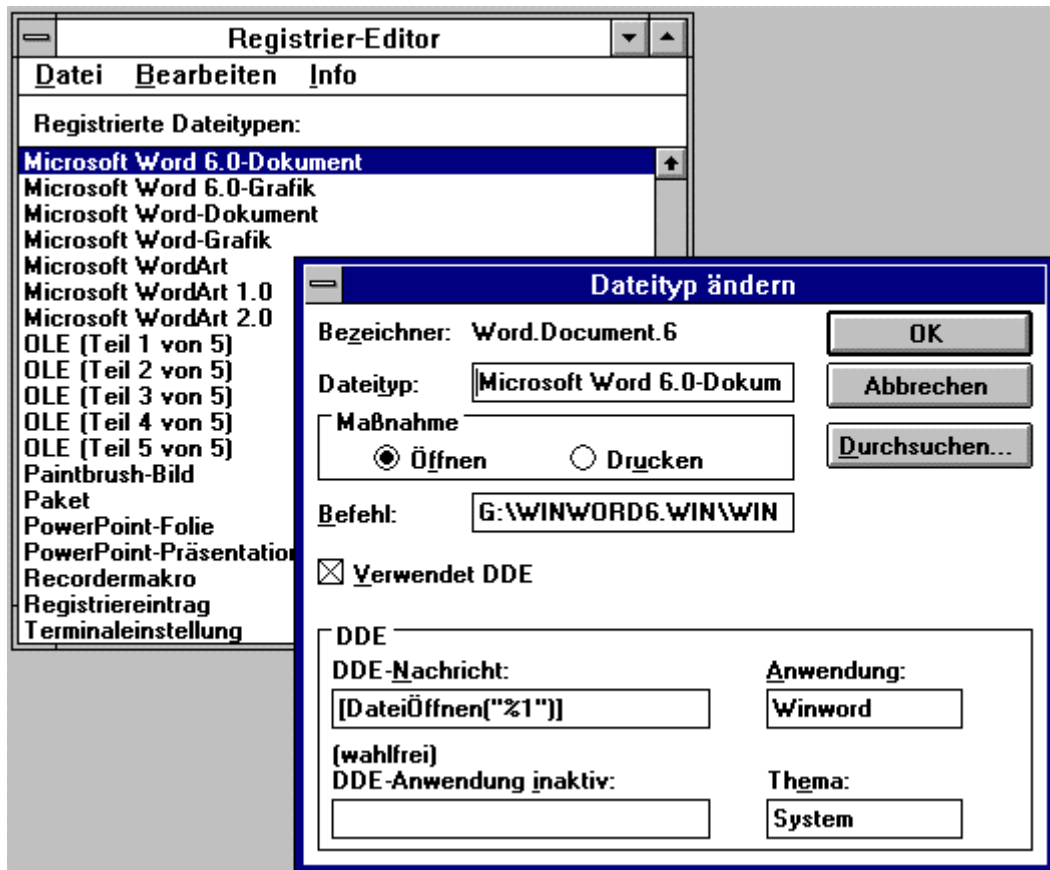 Registrier-Editor
Datei Bearbeiten Info
Registrierte Dateitypen:
Microsoft Word 6.0-Dokument
Microsoft Word 6.0-Grafik
Microsoft Word-Dokument
Microsoft Word-Grafik
Microsoft WordArt
Microsoft WordArt 1.0
Microsoft WordArt 2.0
OLE (Teil 1 von 5)
OLE (Teil 2 von 5)
OLE (Teil 3 von 5)
OLE (Teil 4 von 5)
OLE (Teil 5 von 5)
Paintbrush-Bild
Paket
PowerPoint-Folie
PowerPoint-Präsentation
Recordermakro
Registriereintrag
Terminaleinstellung
Dateityp ändern
Bezeichner: Word.Document.6
OK
Dateityp: Microsoft Word 6.0-Dokum
Abbrechen
Maßnahme
Öffnen Drucken
Durchsuchen...
Befehl: G:\WINWORD6.WIN\WIN
Verwendet DDE
DDE
DDE-Nachricht: Anwendung:
[DateiÖffnen("%1")] Winword
(wahlfrei)
DDE-Anwendung inaktiv: Thema:
System